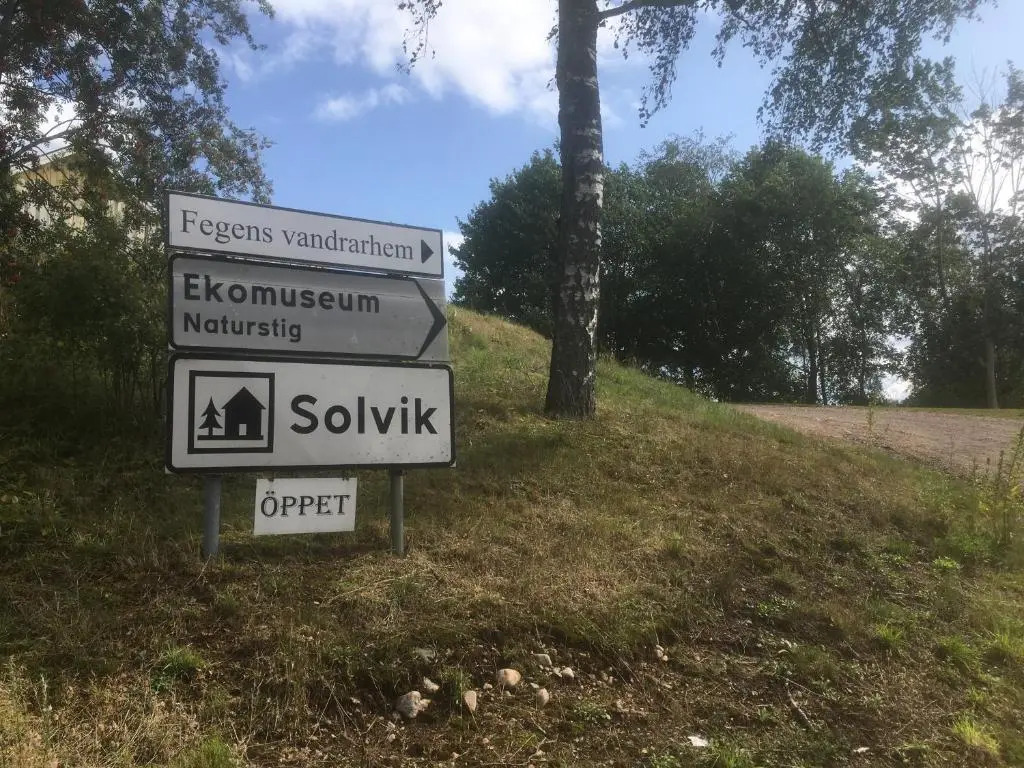 Fegens vandrarhem
Ekomuseum
Naturstig
Solvik
ÖPPET